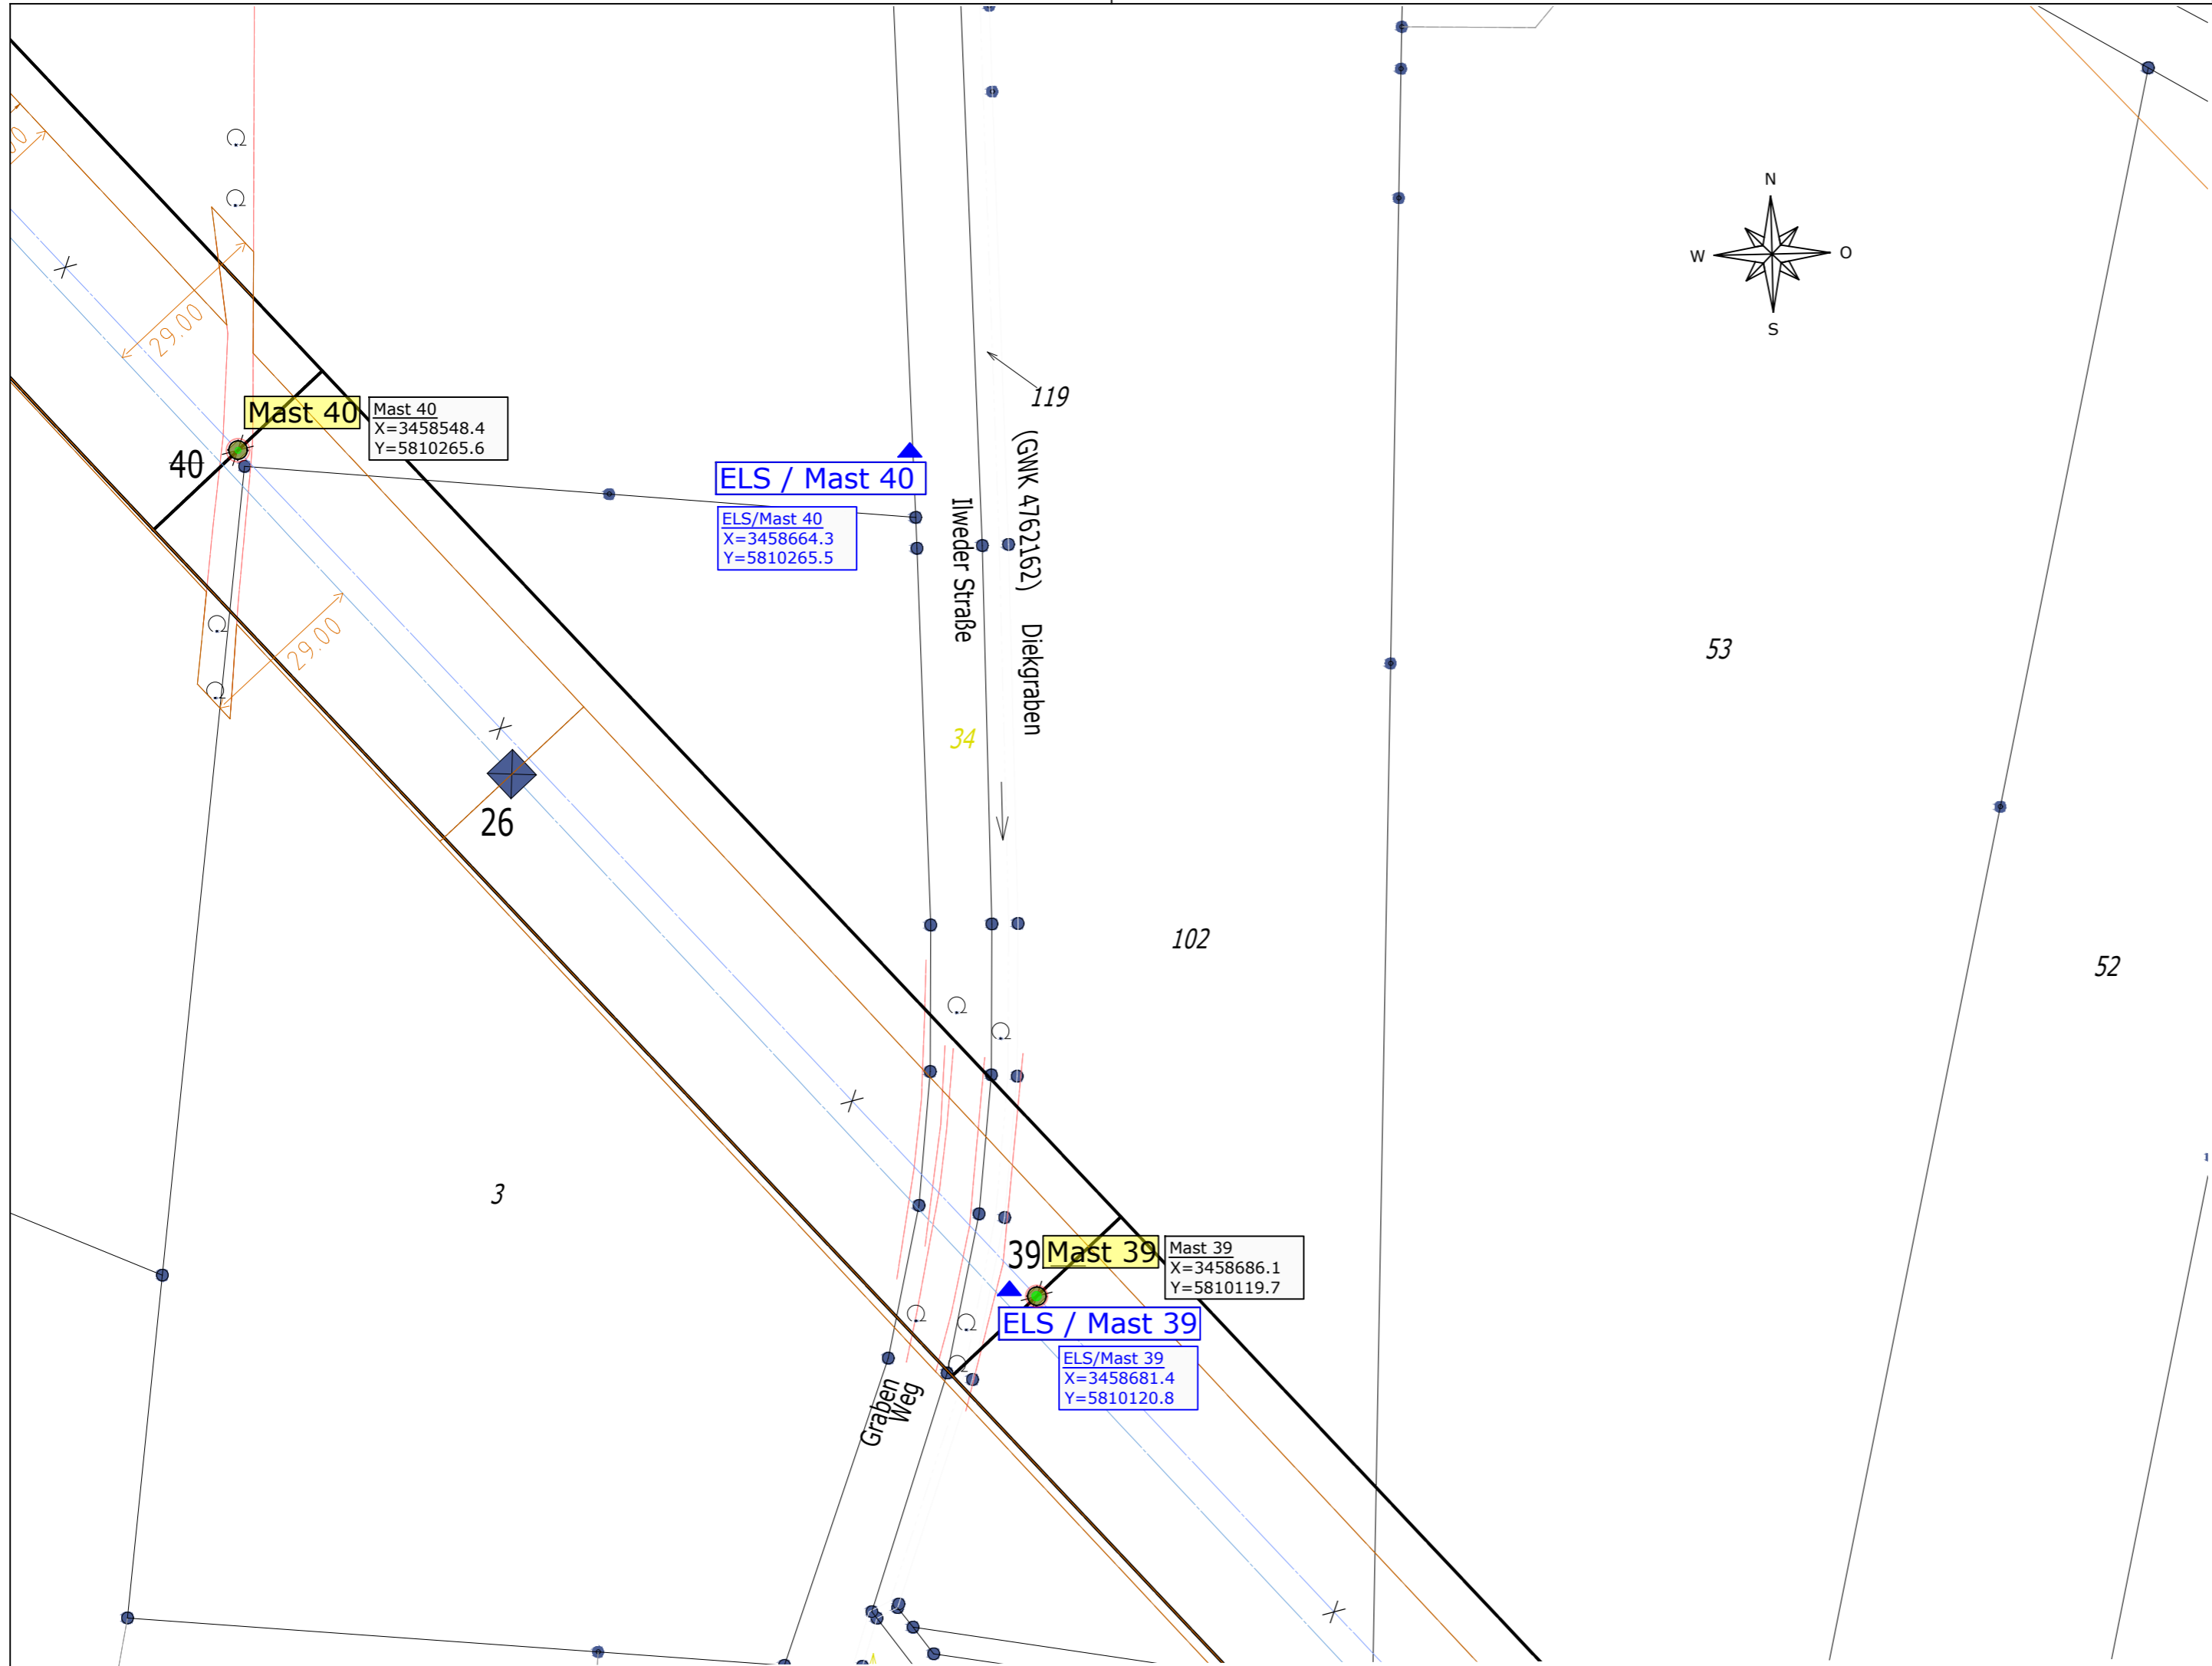 N
W
O
S
29.00
Mast 40
Mast 40
X=3458548.4
Y=5810265.6
40
119
(GWK 4762162) Diekgraben
ELS / Mast 40
ELS/Mast 40
X=3458664.3
Y=5810265.5
Ilweder Straße
29.00
53
34
26
102
52
3
39
Mast 39
Mast 39
X=3458686.1
Y=5810119.7
ELS / Mast 39
ELS/Mast 39
X=3458681.4
Y=5810120.8
Graben
Weg